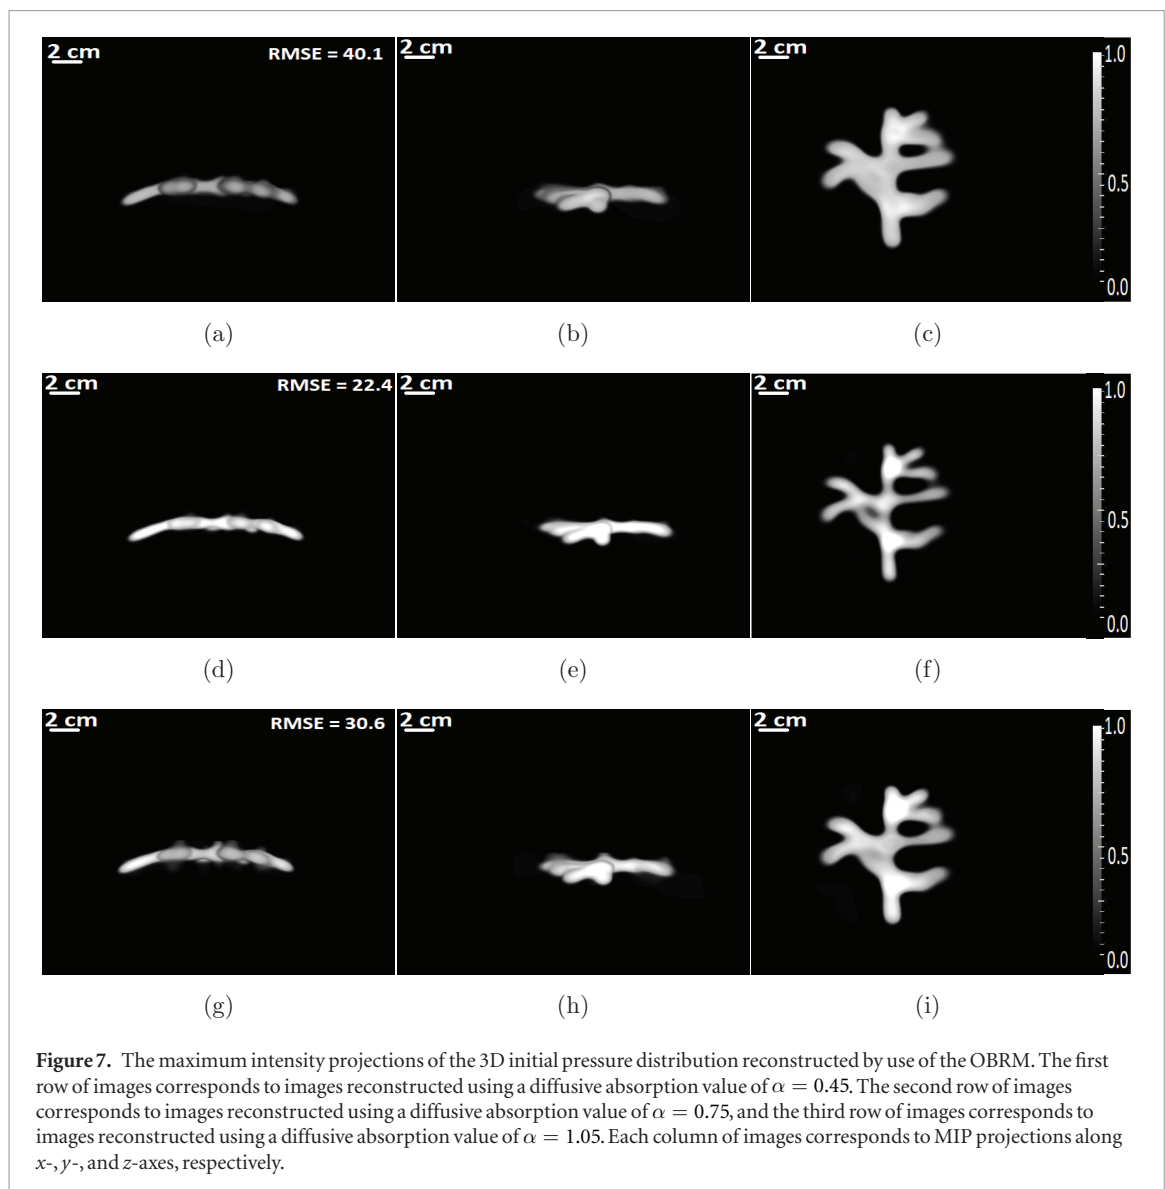 2 cm RMSE = 40.1 2 cm 2 cm 1.0
0.5
0.0
(a) (b) (c)
2 cm RMSE = 22.4 2 cm 2 cm 1.0
0.5
0.0
(d) (e) (f)
2 cm RMSE = 30.6 2 cm 2 cm 1.0
0.5
0.0
(g) (h) (i)
Figure 7. The maximum intensity projections of the 3D initial pressure distribution reconstructed by use of the OBRM. The first
row of images corresponds to images reconstructed using a diffusive absorption value of α = 0.45. The second row of images
corresponds to images reconstructed using a diffusive absorption value of α = 0.75, and the third row of images corresponds to
images reconstructed using a diffusive absorption value of α = 1.05. Each column of images corresponds to MIP projections along
x-, y-, and z-axes, respectively.